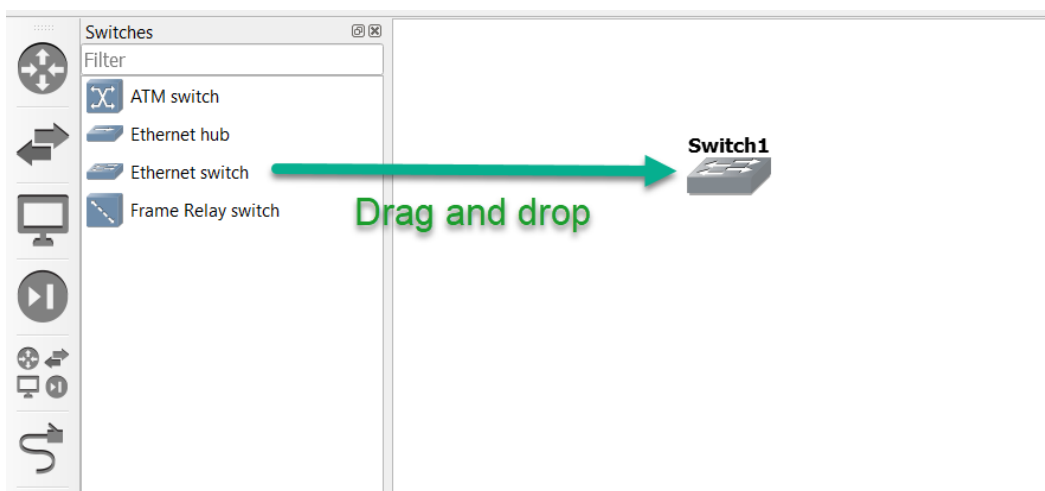 Switches
Filter
ATM switch
Ethernet hub
Ethernet switch
Frame Relay switch
Drag and drop
Switch1